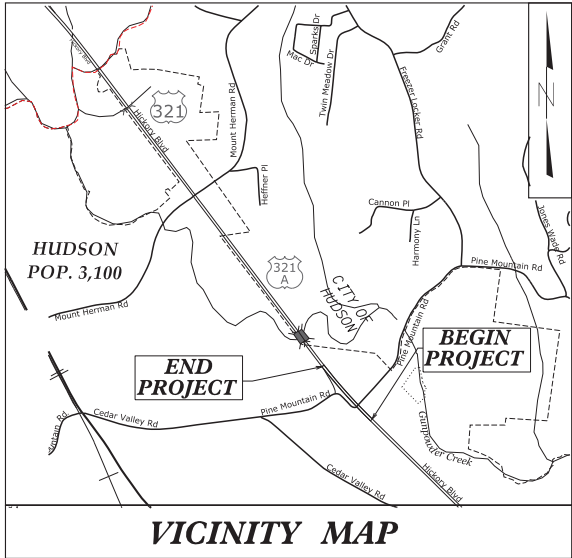 Sparks Dr
Mac Dr
Twin Meadow Dr
Grant Rd
Freezer Locker Rd
N
321
Hickory Blvd
Mount Herman Rd
Heffner Pl
Cannon Pl
Harmony Ln
Jones Wade Rd
HUDSON
POP. 3,100
321
A
CITY OF
HUDSON
Pine Mountain Rd
Mount Herman Rd
Pine Mountain Rd
BEGIN
PROJECT
END
PROJECT
Pine Mountain Rd
Cedar Valley Rd
ntain Rd
Gunpowder Creek
Cedar Valley Rd
Hickory Blvd
VICINITY MAP